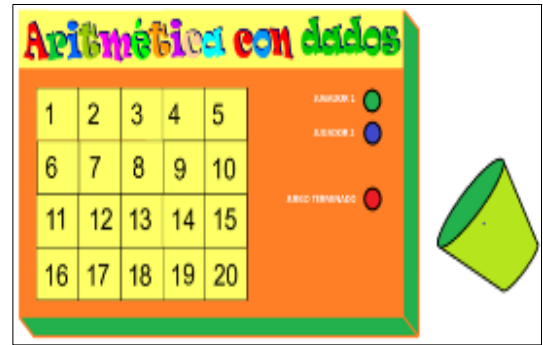 Aritmética con dados
1 2 3 4 5
JUGADOR 1
JUGADOR 2
6 7 8 9 10
JUEGO TERMINADO
11 12 13 14 15
16 17 18 19 20